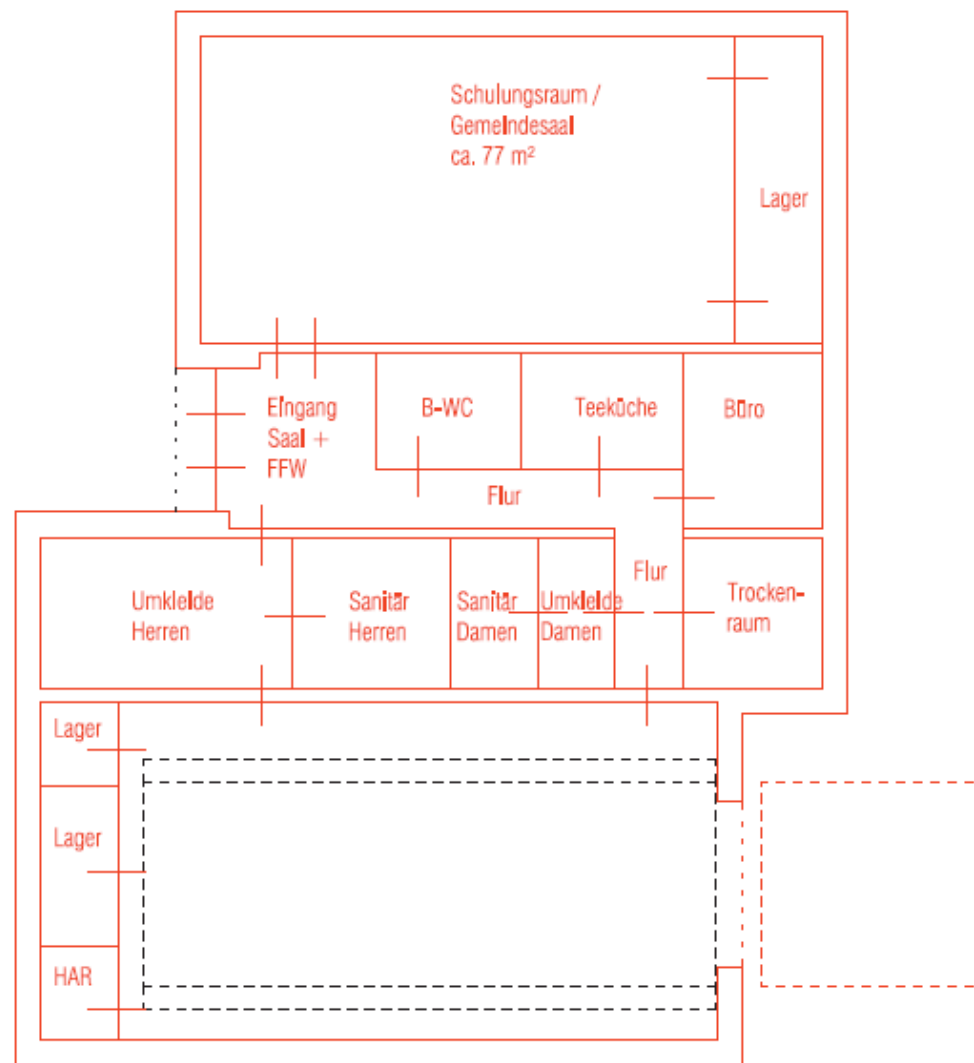 Schulungsraum /
Gemeindesaal
ca. 77 m²
Lager
Eingang
Saal +
FFW
B-WC
Teeküche
Büro
Flur
Flur
Umkleide
Herren
Sanitär
Herren
Sanitär
Damen
Umkleide
Damen
Trocken-
raum
Lager
Lager
HAR